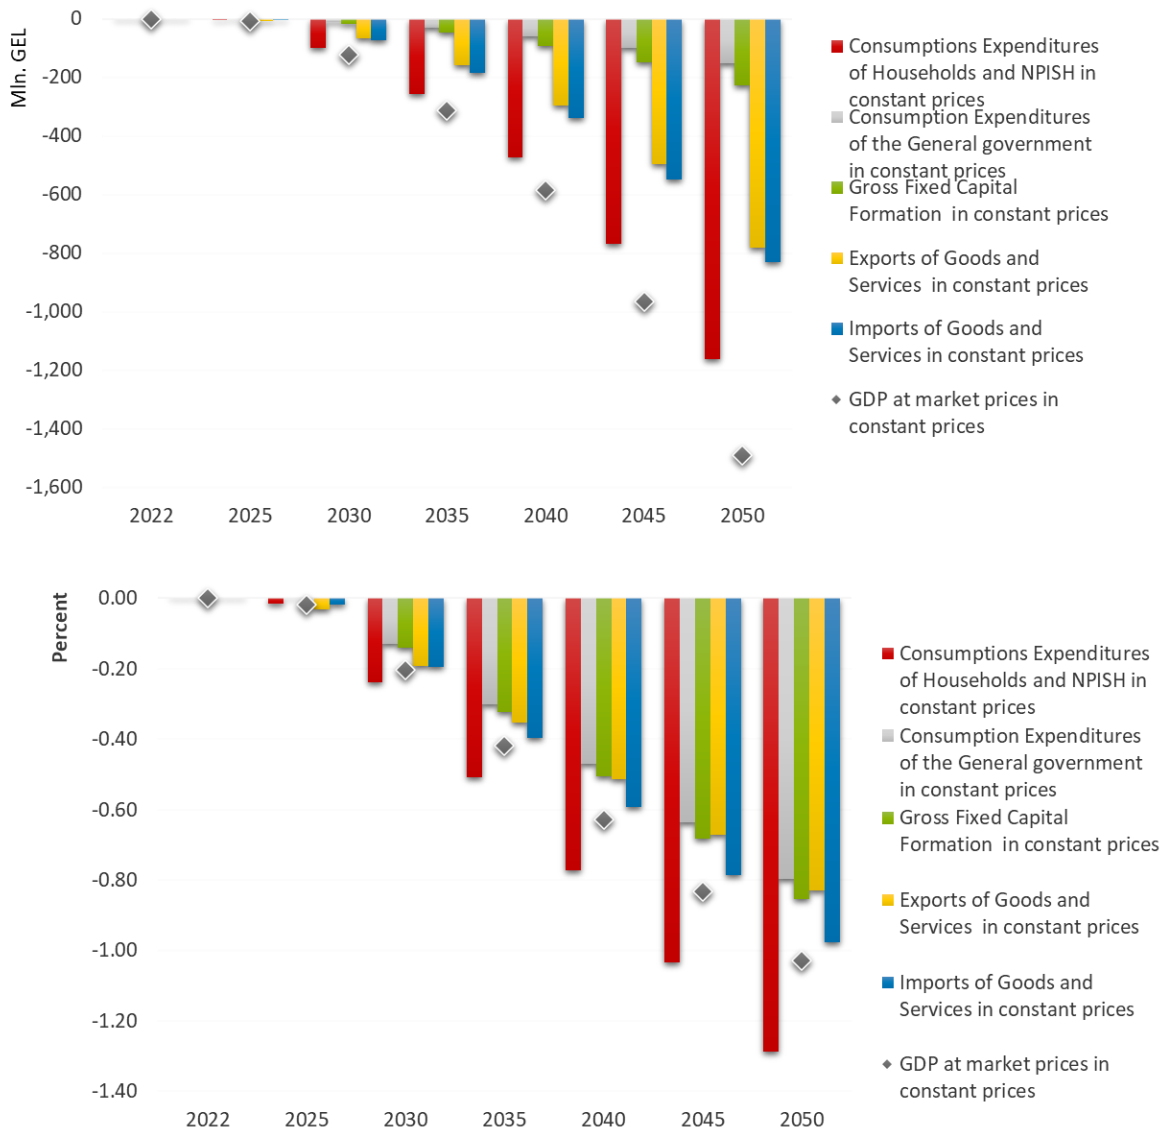 Mln. GEL
0
-200
-400
-600
-800
-1,000
-1,200
-1,400
-1,600
2022 2025 2030 2035 2040 2045 2050
Consumptions Expenditures
of Households and NPISH in
constant prices
Consumption Expenditures
of the General government
in constant prices
Gross Fixed Capital
Formation in constant prices
Exports of Goods and
Services in constant prices
Imports of Goods and
Services in constant prices
GDP at market prices in
constant prices
Percent
0.00
-0.20
-0.40
-0.60
-0.80
-1.00
-1.20
-1.40
2022 2025 2030 2035 2040 2045 2050
Consumptions Expenditures
of Households and NPISH in
constant prices
Consumption Expenditures
of the General government
in constant prices
Gross Fixed Capital
Formation in constant prices
Exports of Goods and
Services in constant prices
Imports of Goods and
Services in constant prices
GDP at market prices in
constant prices